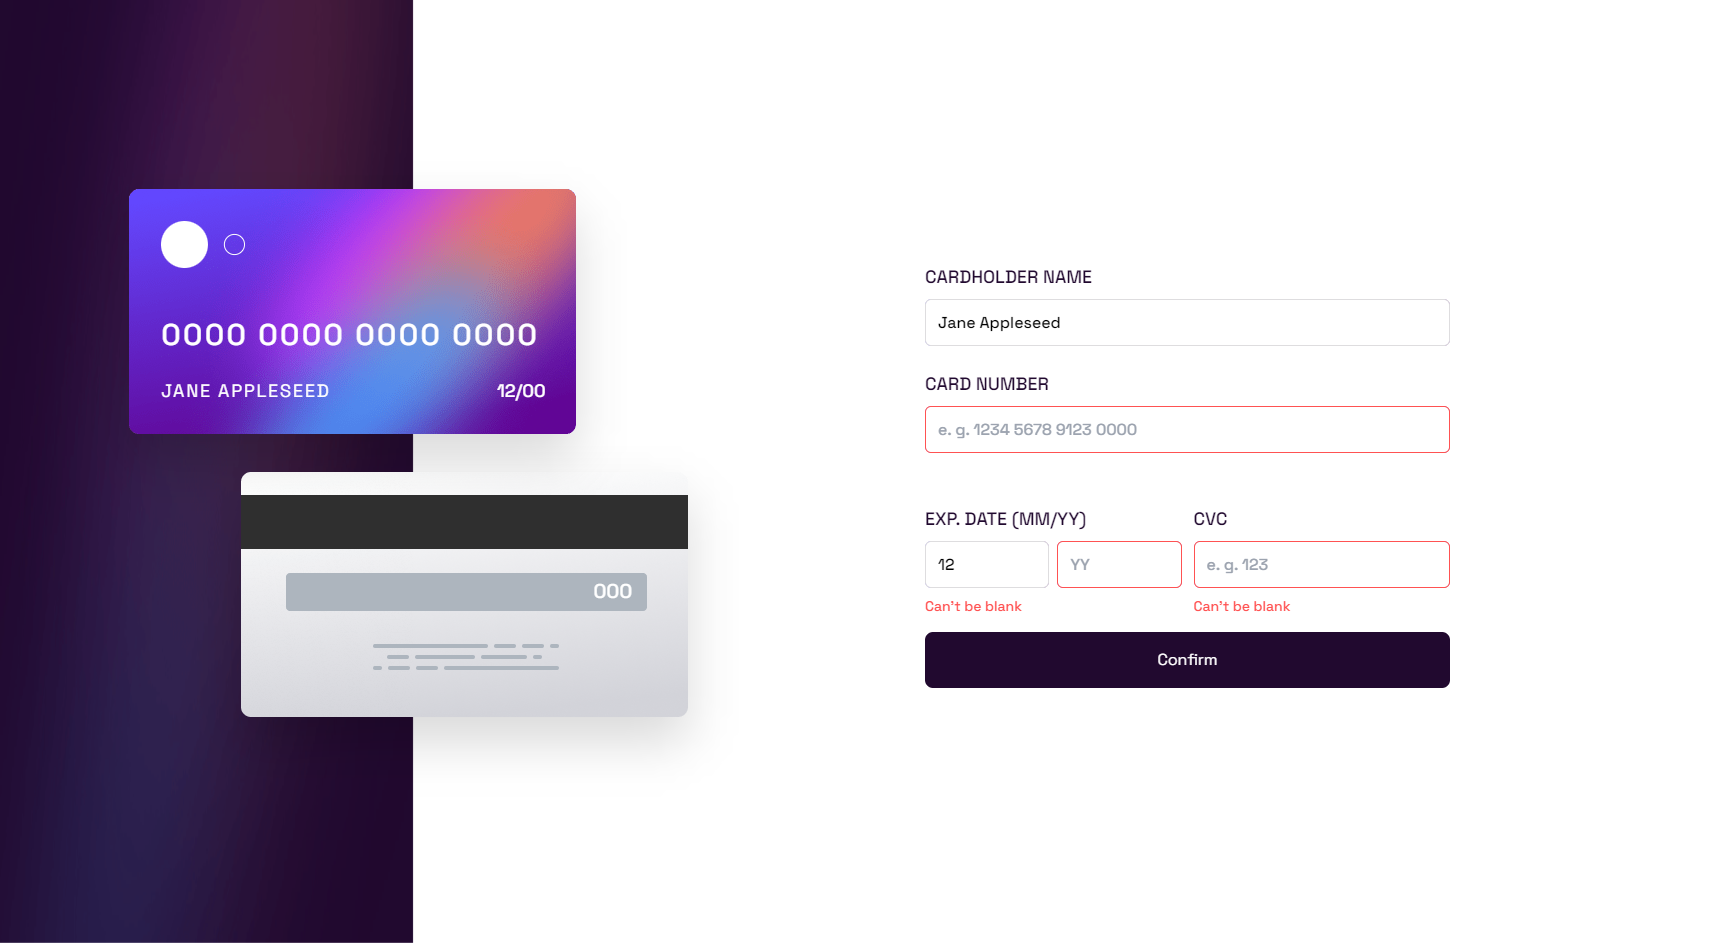 0000 0000 0000 0000
JANE APPLESEED 12/00
000
CARDHOLDER NAME
Jane Appleseed
CARD NUMBER
e. g. 1234 5678 9123 0000
EXP. DATE (MM/YY) CVC
12 YY e. g. 123
Can't be blank Can't be blank
Confirm